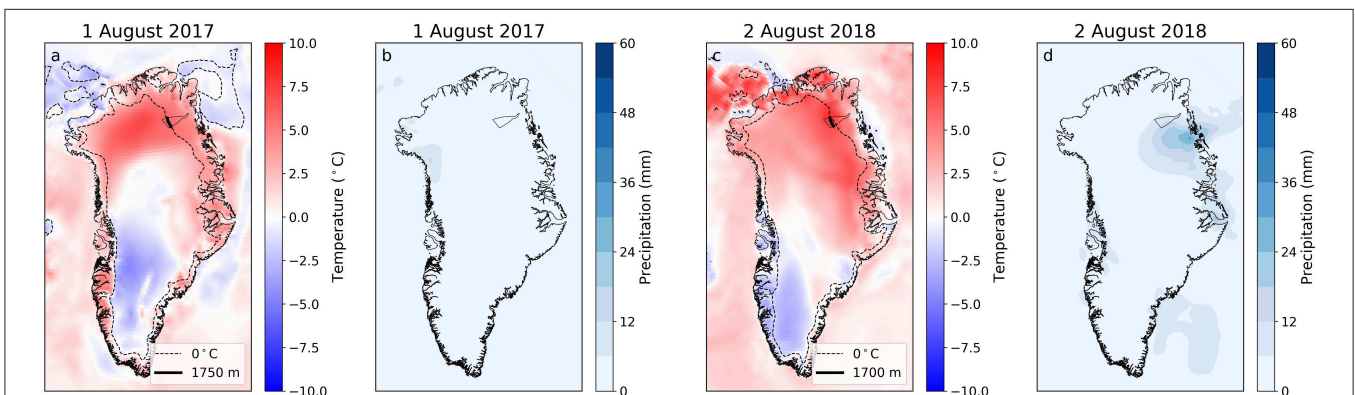 1 August 2017
a
10.0
7.5
5.0
2.5
0.0
−2.5
−5.0
−7.5
−10.0
Temperature (°C)
0°C
1750 m
1 August 2017
b
60
48
36
24
12
0
Precipitation (mm)
2 August 2018
c
10.0
7.5
5.0
2.5
0.0
−2.5
−5.0
−7.5
−10.0
Temperature (°C)
0°C
1700 m
2 August 2018
d
60
48
36
24
12
0
Precipitation (mm)